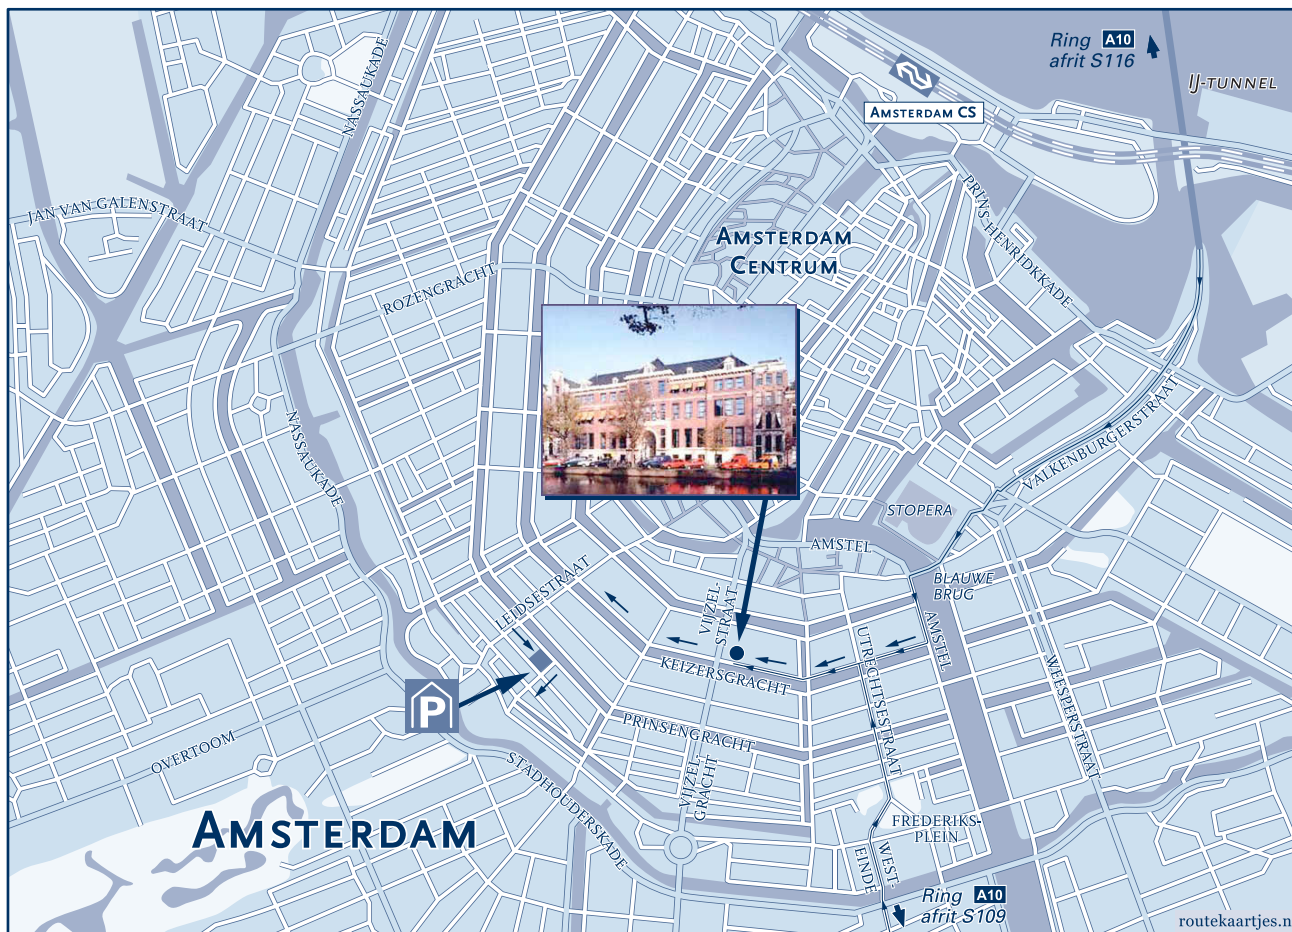 Ring A10
afrit S116
IJ-TUNNEL
AMSTERDAM CS
NASSAUKADE
JAN VAN GALENSTRAAT
PRINS HENRIDKKADE
AMSTERDAM
CENTRUM
ROZENGRACHT
NASSAUKADE
VALKENBURGERSTRAAT
STOPERA
AMSTEL
BLAUWE
BRUG
LEIDSESTRAAT
VIJZEL-
STRAAT
AMSTEL
UTRECHTSESTRAAT
WEESPERSTRAAT
KEIZERSGRACHT
P
PRINSENGRACHT
OVERTOOM
STADHOUDERSKADE
VIJZEL-
GRACHT
AMSTERDAM
FREDERIKS-
PLEIN
WEST-
EINDE
Ring A10
afrit S109
routekaartjes.n